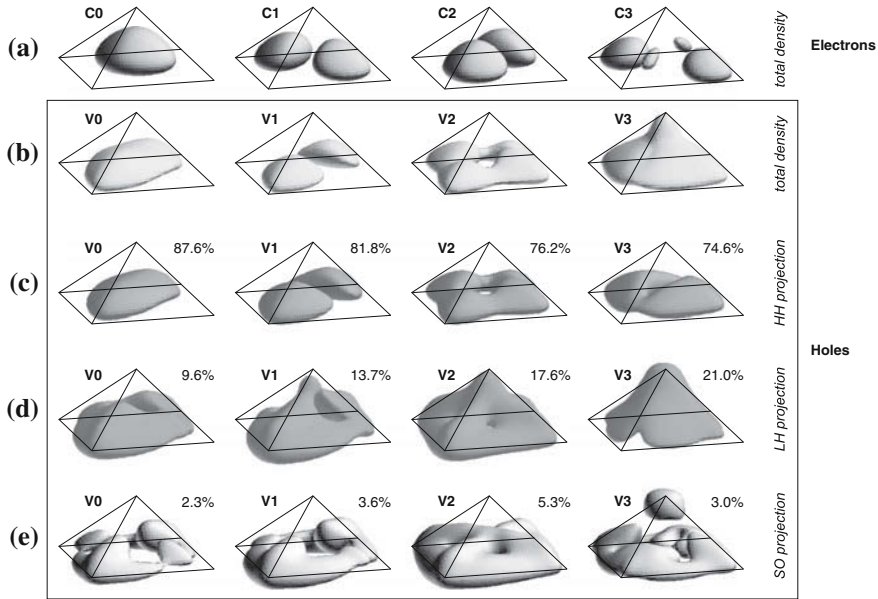 C0 C1 C2 C3
(a) total density Electrons
V0 V1 V2 V3
(b) total density
V0 87.6% V1 81.8% V2 76.2% V3 74.6%
(c) HH projection
Holes
V0 9.6% V1 13.7% V2 17.6% V3 21.0%
(d) LH projection
V0 2.3% V1 3.6% V2 5.3% V3 3.0%
(e) SO projection